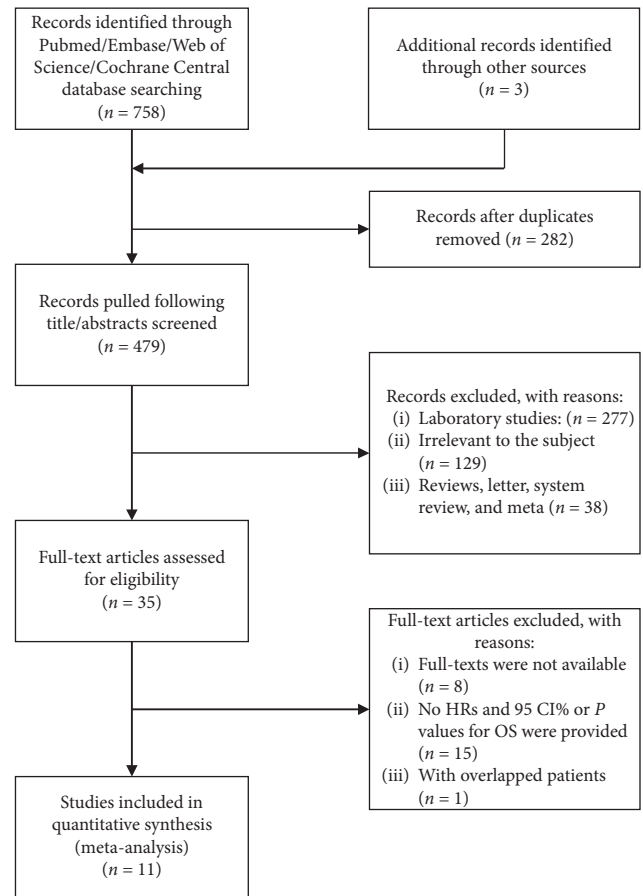 Records identified through
Pubmed/Embase/Web of
Science/Cochrane Central
database searching
(n = 758)
Additional records identified
through other sources
(n = 3)
Records after duplicates
removed (n = 282)
Records pulled following
title/abstracts screened
(n = 479)
Records excluded, with reasons:
(i) Laboratory studies: (n = 277)
(ii) Irrelevant to the subject
(n = 129)
(iii) Reviews, letter, system
review, and meta (n = 38)
Full-text articles assessed
for eligibility
(n = 35)
Full-text articles excluded, with
reasons:
(i) Full-texts were not available
(n = 8)
(ii) No HRs and 95 CI% or P
values for OS were provided
(n = 15)
(iii) With overlapped patients
(n = 1)
Studies included in
quantitative synthesis
(meta-analysis)
(n = 11)